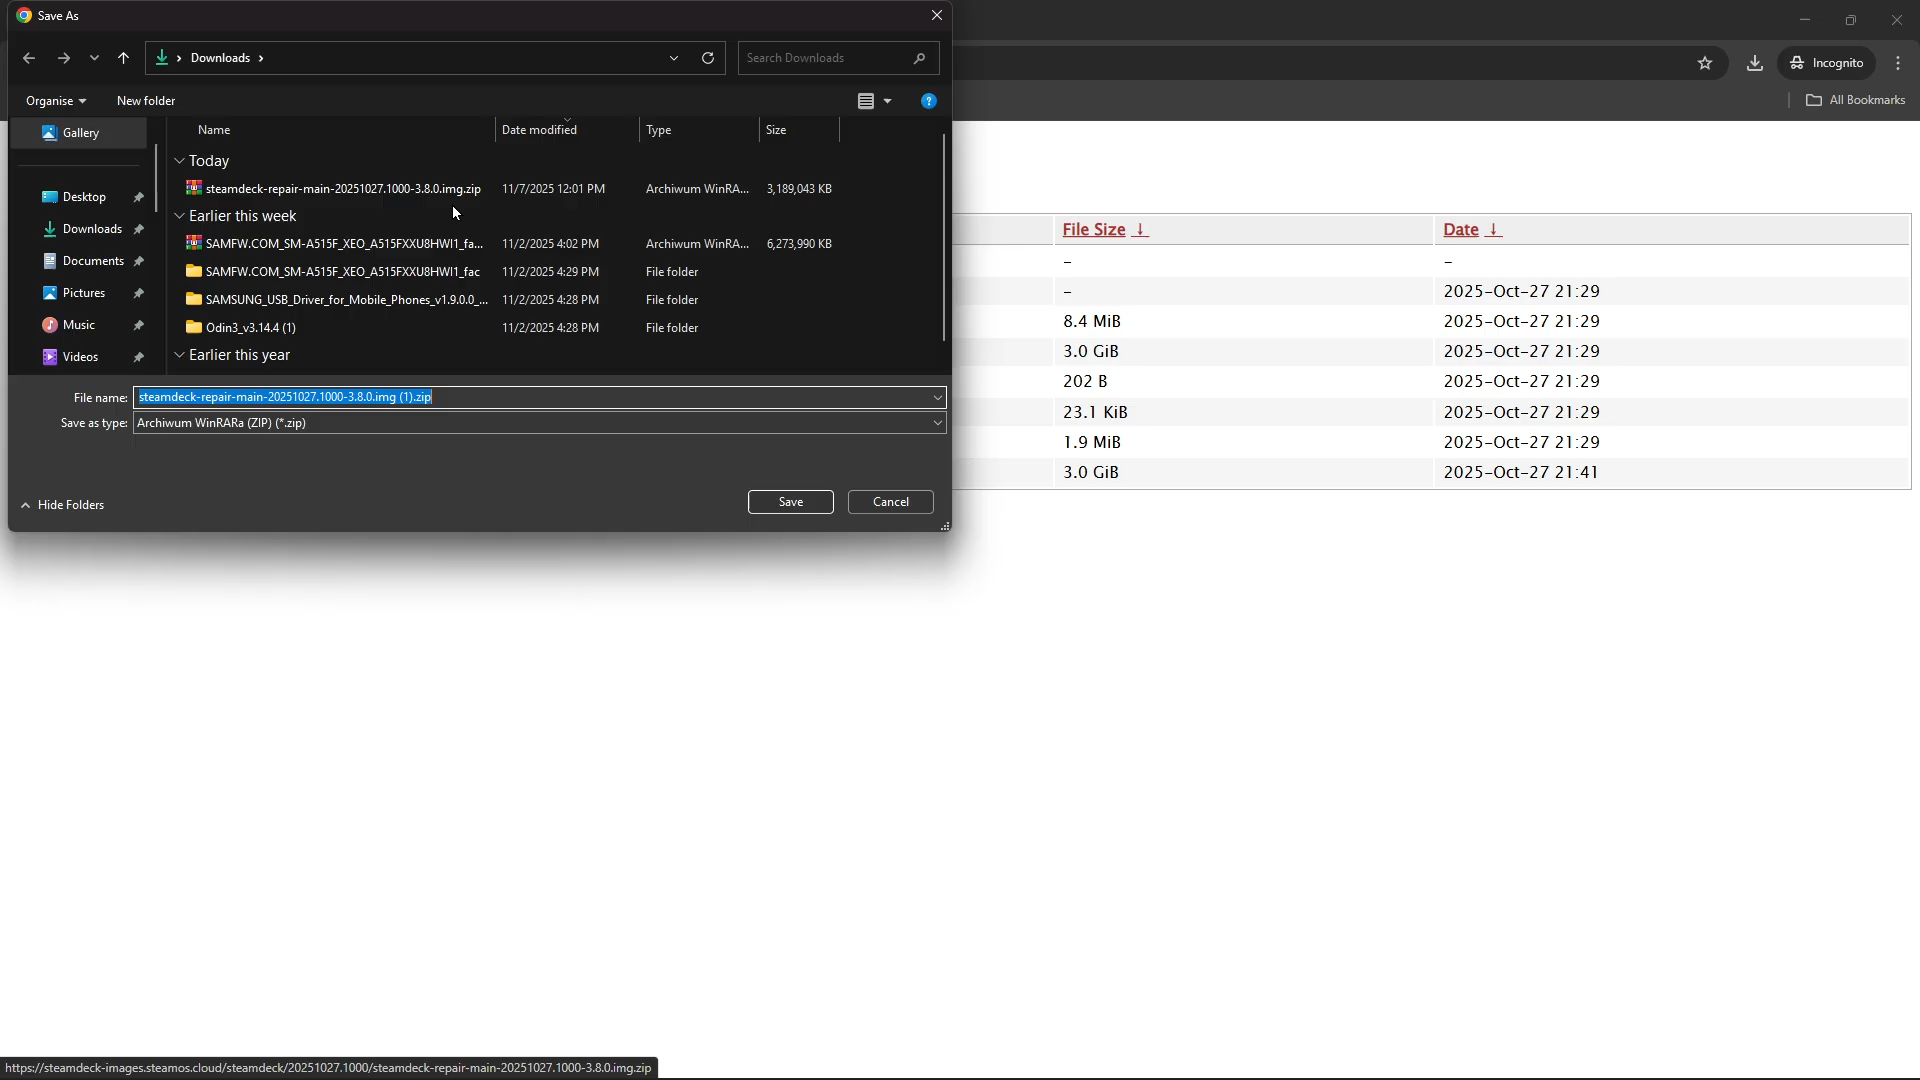 Save As
Downloads
Search Downloads
Organise
New folder
Incognito
All Bookmarks
Gallery
Desktop
Downloads
Documents
Pictures
Music
Videos
Name Date modified Type Size
Today
steamdeck-repair-main-20251027.1000-3.8.0.img.zip 11/7/2025 12:01 PM Archiwum WinRA... 3,189,043 KB
Earlier this week
SAMFW.COM_SM-A515F_XEO_A515FXXU8HWI1_fa... 11/2/2025 4:02 PM Archiwum WinRA... 6,273,990 KB
SAMFW.COM_SM-A515F_XEO_A515FXXU8HWI1_fac 11/2/2025 4:29 PM File folder
SAMSUNG_USB_Driver_for_Mobile_Phones_v1.9.0.0_... 11/2/2025 4:28 PM File folder
Odin3_v3.14.4 (1) 11/2/2025 4:28 PM File folder
Earlier this year
File name: steamdeck-repair-main-20251027.1000-3.8.0.img (1).zip
Save as type: Archiwum WinRARa (ZIP) (*.zip)
Hide Folders
Save
Cancel
File Size ↓ Date ↓
- -
- 2025-Oct-27 21:29
8.4 MiB 2025-Oct-27 21:29
3.0 GiB 2025-Oct-27 21:29
202 B 2025-Oct-27 21:29
23.1 KiB 2025-Oct-27 21:29
1.9 MiB 2025-Oct-27 21:29
3.0 GiB 2025-Oct-27 21:41
https://steamdeck-images.steamos.cloud/steamdeck/20251027.1000/steamdeck-repair-main-20251027.1000-3.8.0.img.zip